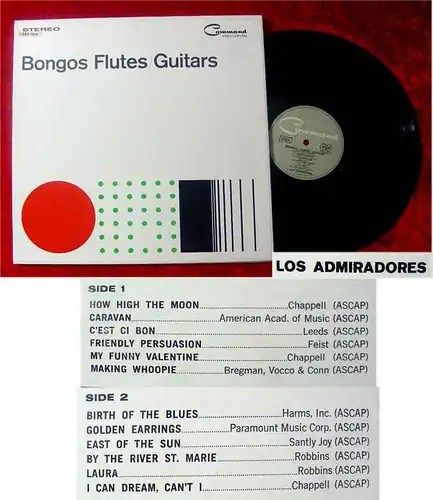 STEREO
Command
RECORDS
Bongos Flutes Guitars
Command
LOS ADMIRADORES
SIDE 1
HOW HIGH THE MOON Chappell (ASCAP)
CARAVAN American Acad. of Music (ASCAP)
C'EST CI BON Leeds (ASCAP)
FRIENDLY PERSUASION Feist (ASCAP)
MY FUNNY VALENTINE Chappell (ASCAP)
MAKING WHOOPIE Bregman, Vocco & Conn (ASCAP)
SIDE 2
BIRTH OF THE BLUES Harms, Inc. (ASCAP)
GOLDEN EARRINGS Paramount Music Corp. (ASCAP)
EAST OF THE SUN Santly Joy (ASCAP)
BY THE RIVER ST. MARIE Robbins (ASCAP)
LAURA Robbins (ASCAP)
I CAN DREAM, CAN'T I Chappell (ASCAP)